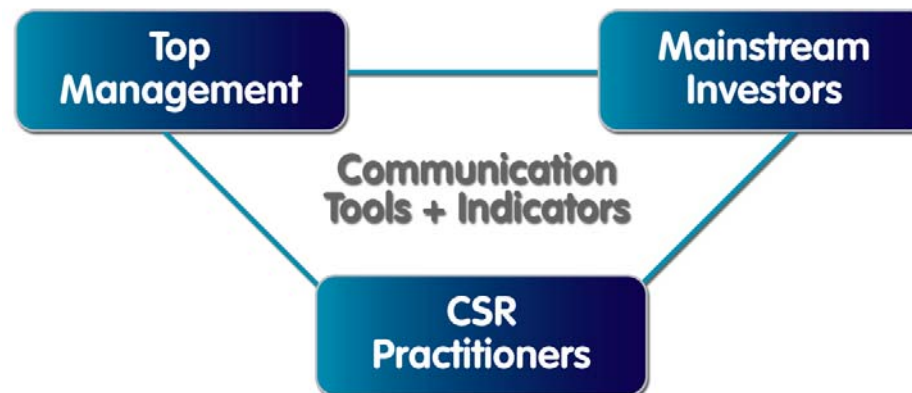 Top
Management
Mainstream
Investors
Communication
Tools + Indicators
CSR
Practitioners